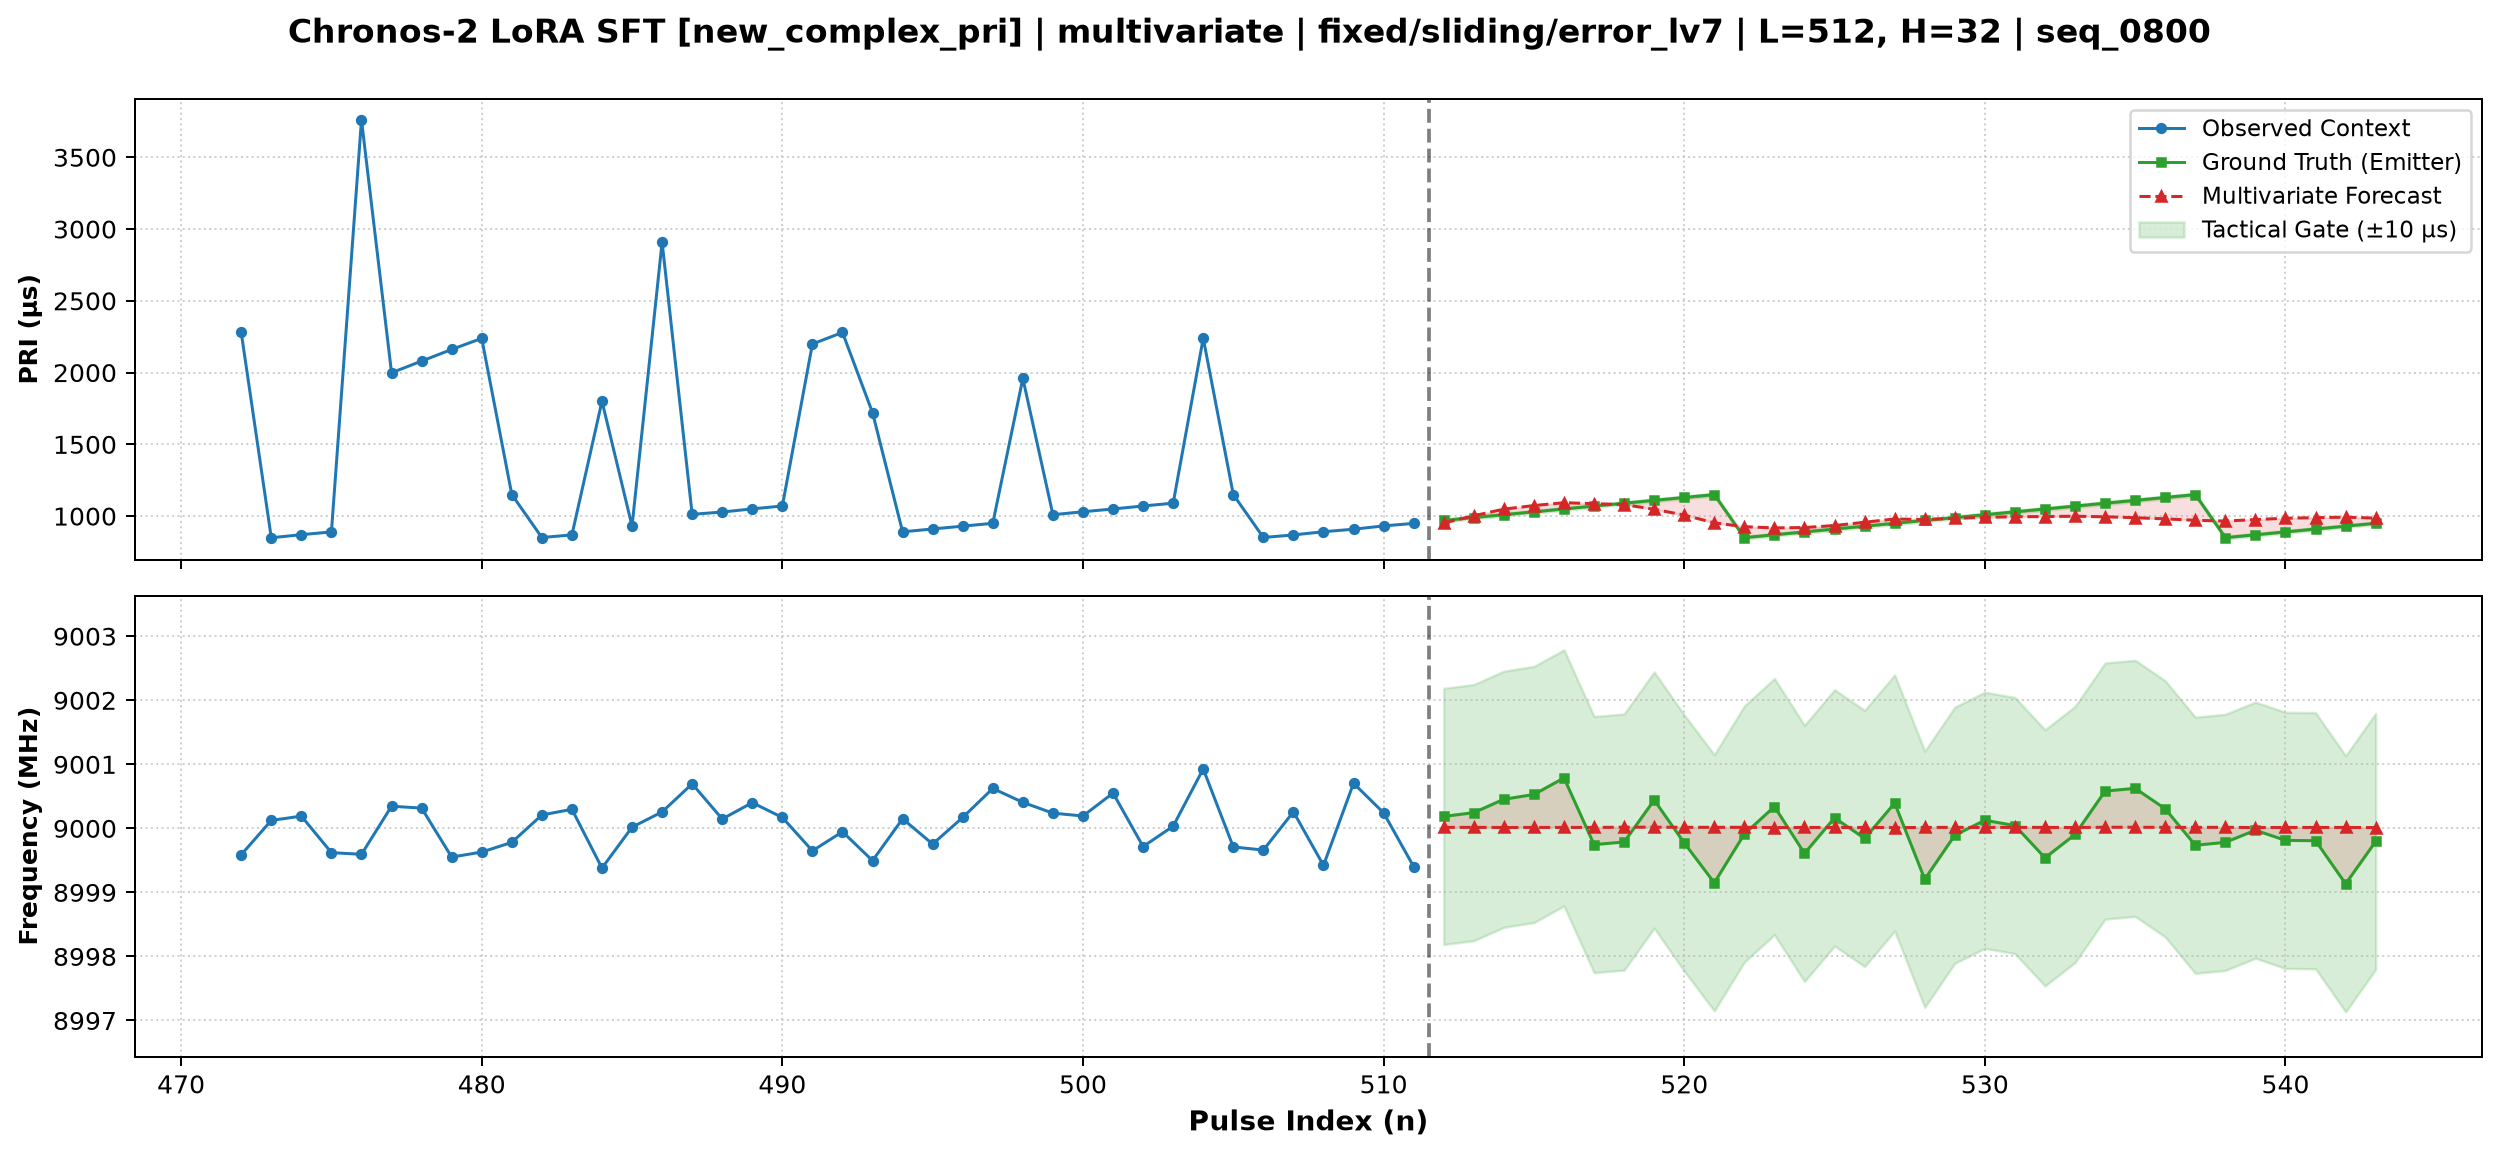 Chronos-2 LoRA SFT [new_complex_pri] | multivariate | fixed/sliding/error_lv7 | L=512, H=32 | seq_0800
Observed Context
Ground Truth (Emitter)
Multivariate Forecast
Tactical Gate (±10 µs)
PRI (µs)
3500
3000
2500
2000
1500
1000
Frequency (MHz)
9003
9002
9001
9000
8999
8998
8997
470 480 490 500 510 520 530 540
Pulse Index (n)